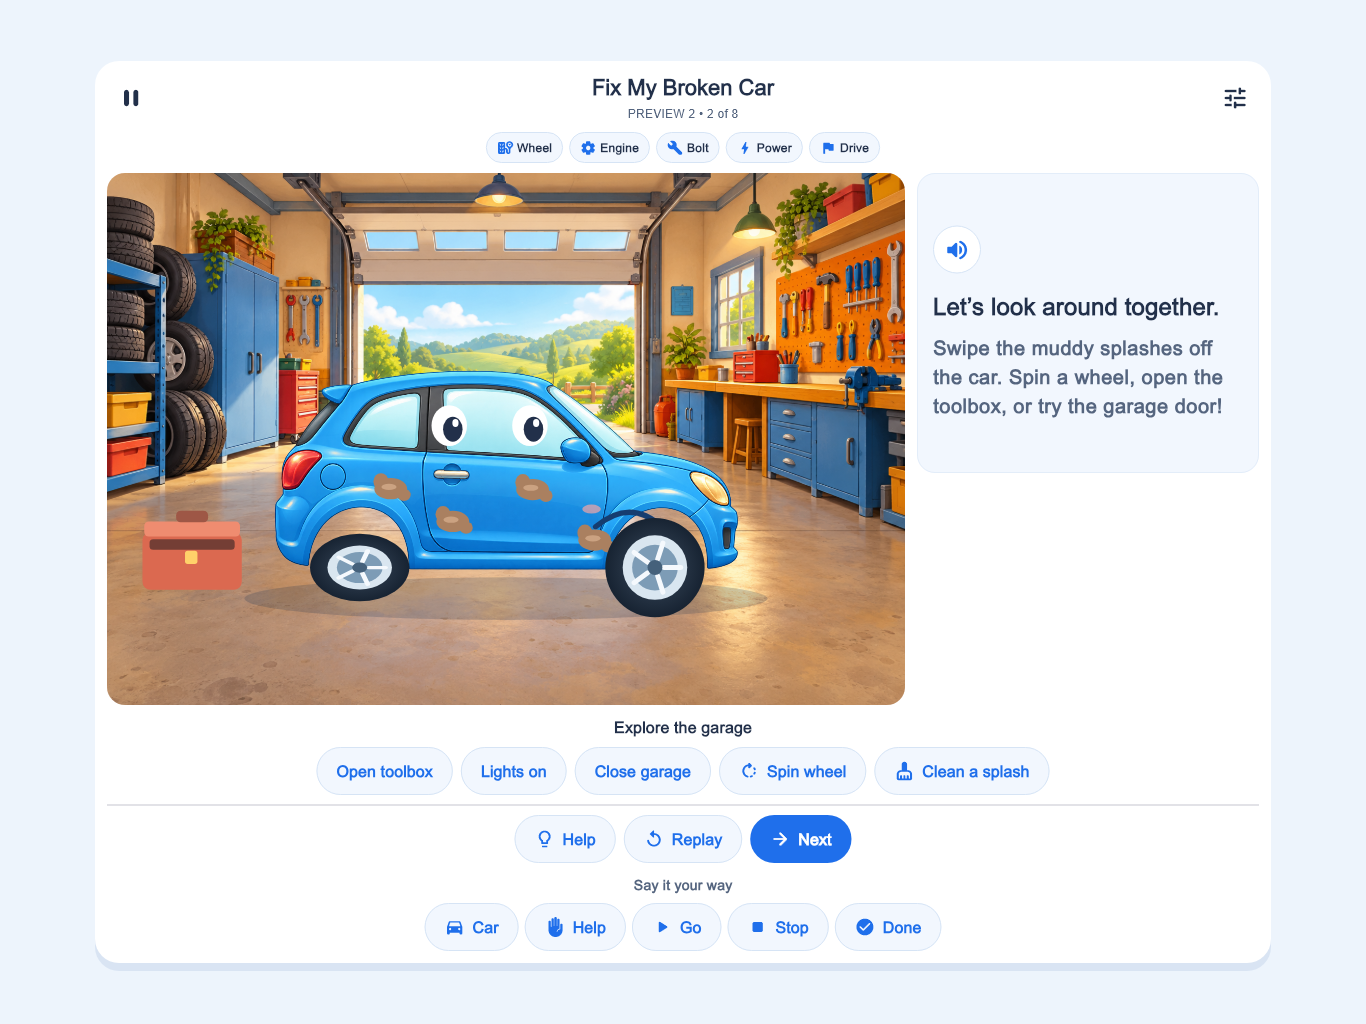 Fix My Broken Car
PREVIEW 2 • 2 of 8
Wheel
Engine
Bolt
Power
Drive
Let’s look around together.
Swipe the muddy splashes off
the car. Spin a wheel, open the
toolbox, or try the garage door!
Explore the garage
Open toolbox
Lights on
Close garage
Spin wheel
Clean a splash
Help
Replay
Next
Say it your way
Car
Help
Go
Stop
Done